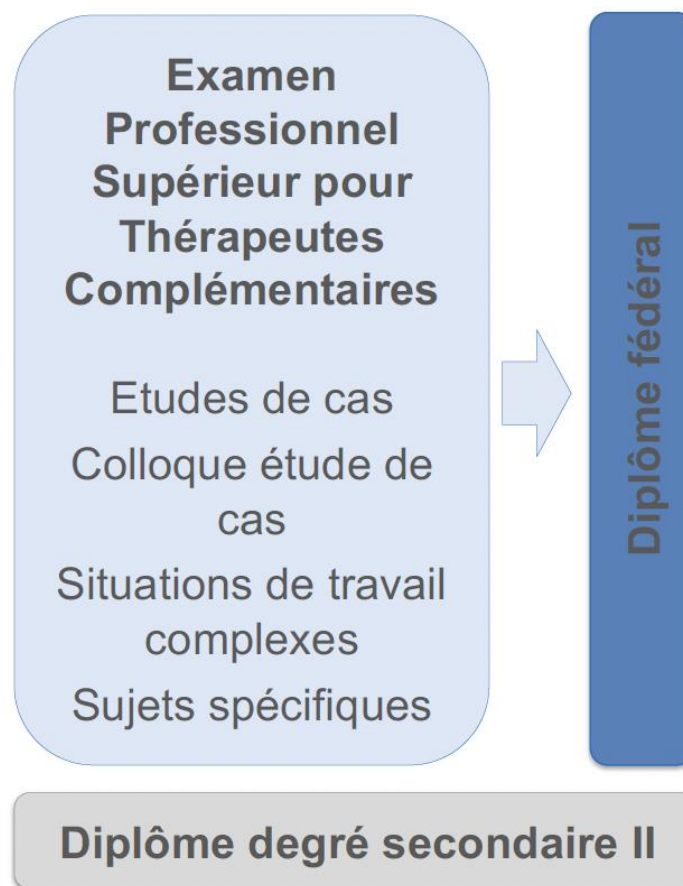 Examen
Professionnel
Supérieur pour
Thérapeutes
Complémentaires
Etudes de cas
Colloque étude de
cas
Situations de travail
complexes
Sujets spécifiques
Diplôme fédéral
Diplôme degré secondaire II